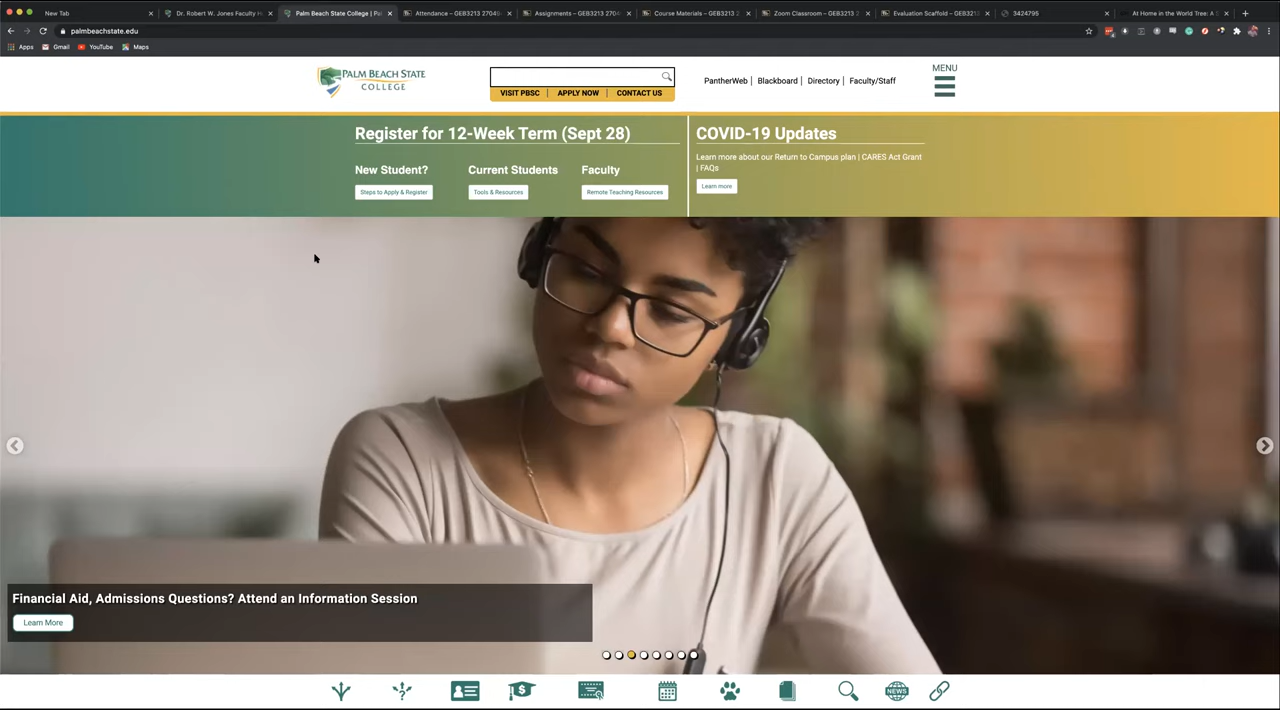 New Tab
Dr. Robert W. Jones Faculty H
Palm Beach State College | Pal
Attendance – GEB3213 27049
Assignments – GEB3213 2704
Course Materials – GEB3213 2
Zoom Classroom – GEB3213 2
Evaluation Scaffold – GEB3213
3424795
At Home in the World Tree: A S
palmbeachstate.edu
Apps
Gmail
YouTube
Maps
PALM BEACH STATE
COLLEGE
VISIT PBSC | APPLY NOW | CONTACT US
PantherWeb | Blackboard | Directory | Faculty/Staff
MENU
Register for 12-Week Term (Sept 28)
New Student?
Steps to Apply & Register
Current Students
Tools & Resources
Faculty
Remote Teaching Resources
COVID-19 Updates
Learn more about our Return to Campus plan | CARES Act Grant
| FAQs
Learn more
Financial Aid, Admissions Questions? Attend an Information Session
Learn More
NEWS